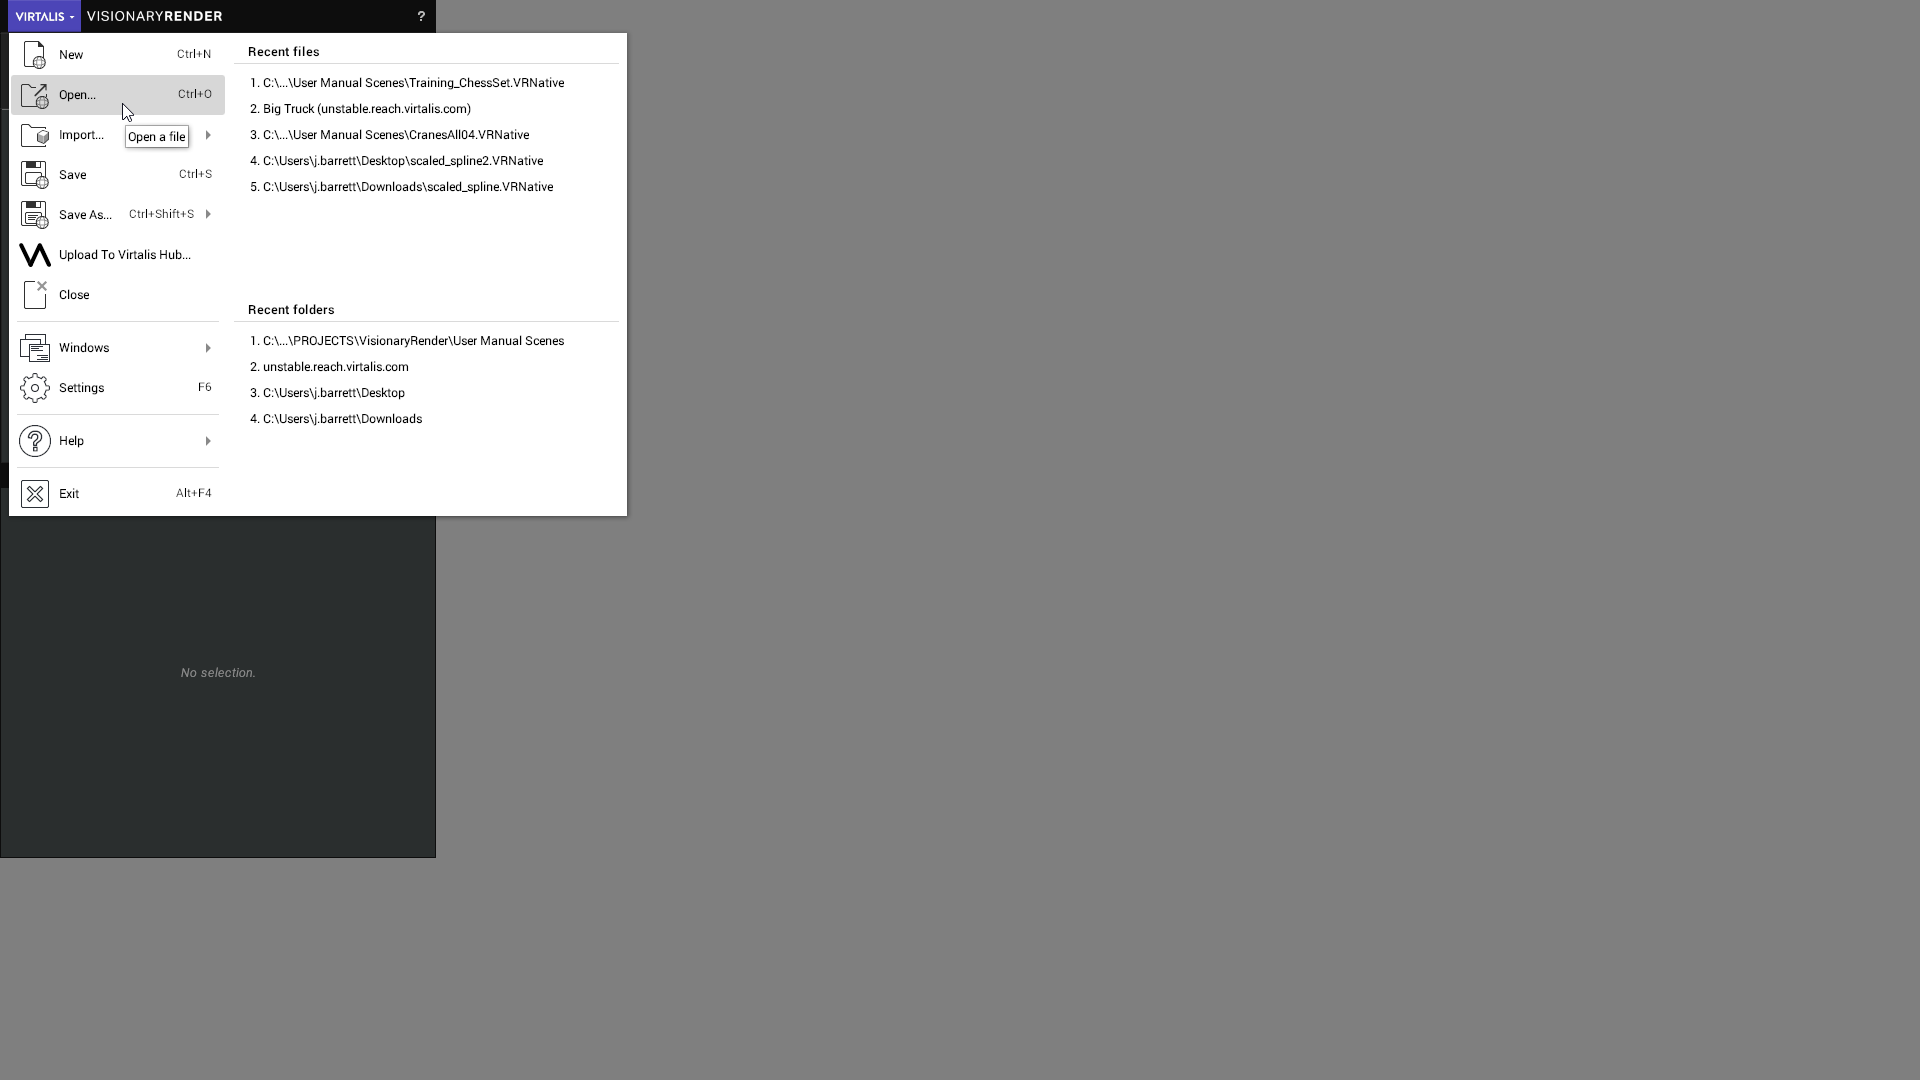 VIRTALIS VISIONARYRENDER ?
New Ctrl+N
Open... Ctrl+O
Import...
Open a file
Save Ctrl+S
Save As... Ctrl+Shift+S
Upload To Virtalis Hub...
Close
Windows
Settings F6
Help
Exit Alt+F4
Recent files
1. C:\...\User Manual Scenes\Training_ChessSet.VRNative
2. Big Truck (unstable.reach.virtalis.com)
3. C:\...\User Manual Scenes\CranesAll04.VRNative
4. C:\Users\j.barrett\Desktop\scaled_spline2.VRNative
5. C:\Users\j.barrett\Downloads\scaled_spline.VRNative
Recent folders
1. C:\...\PROJECTS\VisionaryRender\User Manual Scenes
2. unstable.reach.virtalis.com
3. C:\Users\j.barrett\Desktop
4. C:\Users\j.barrett\Downloads
No selection.